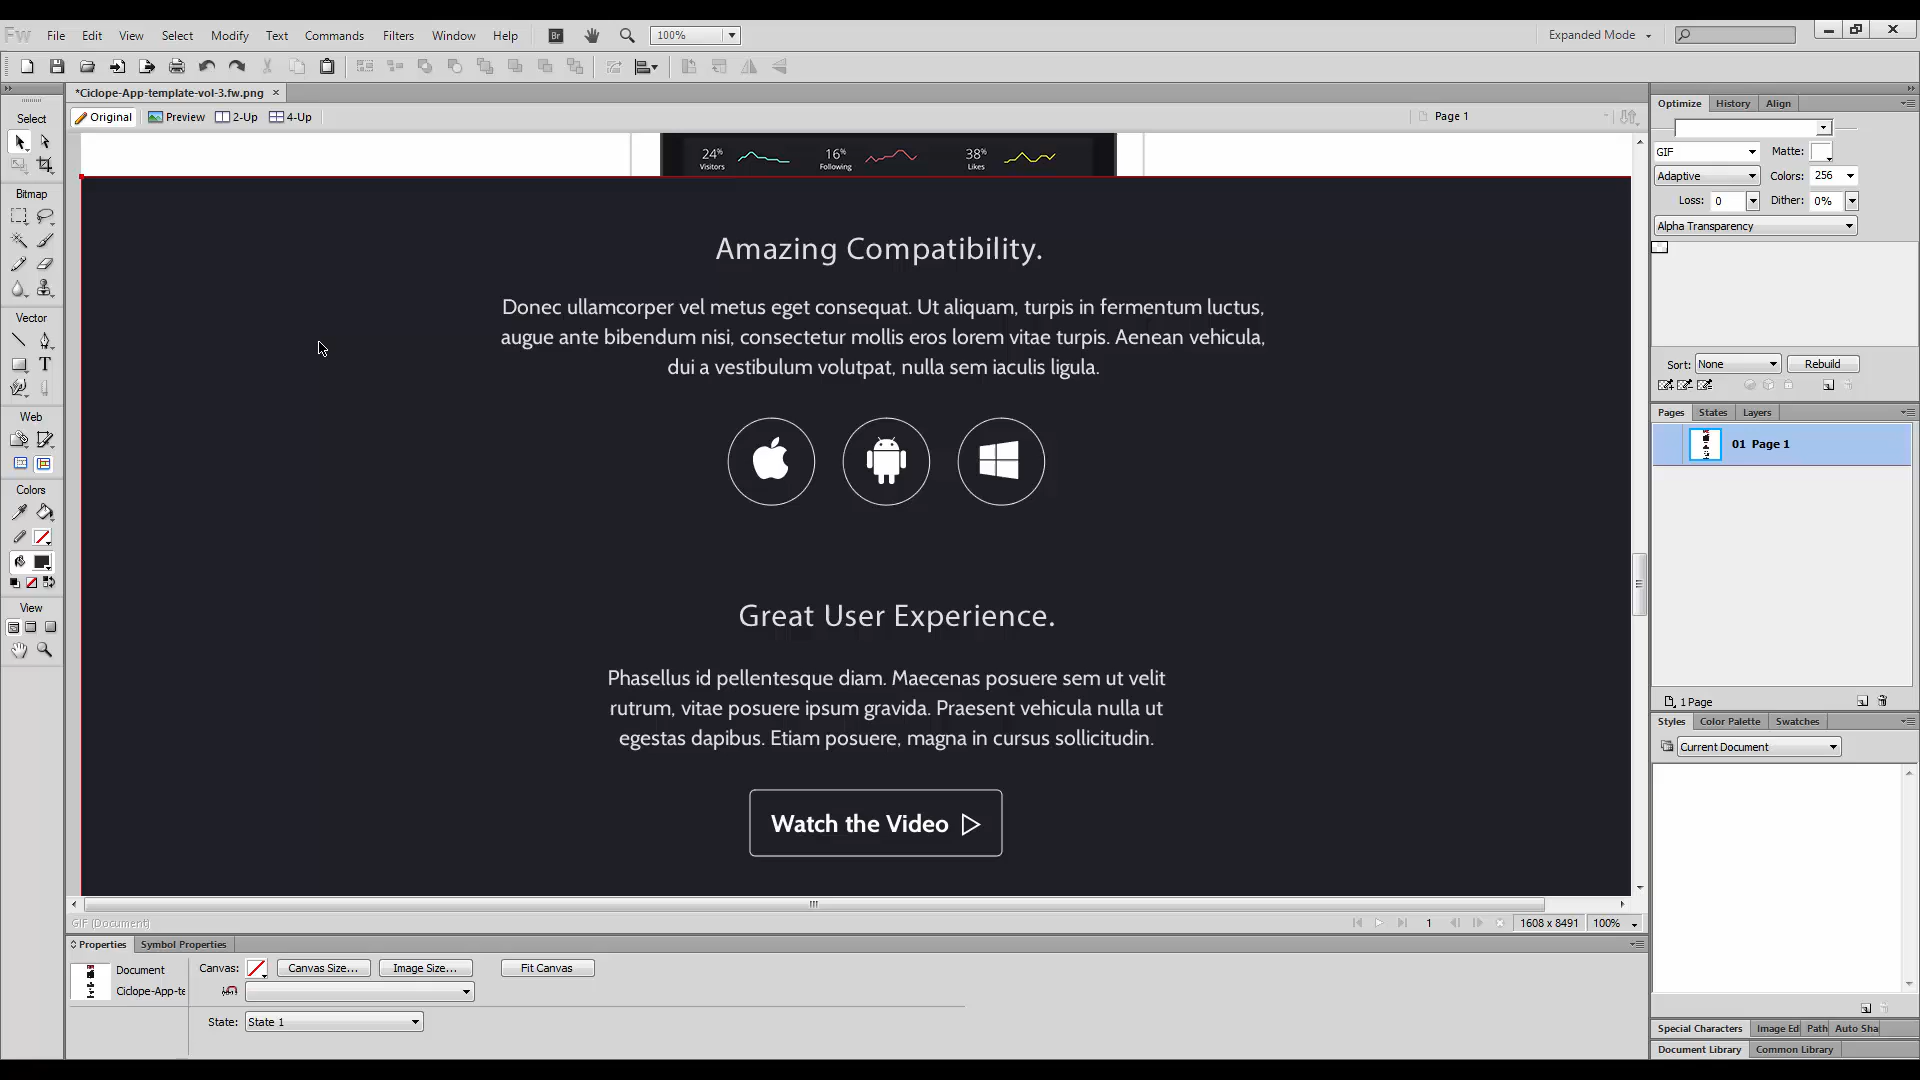 Fw File Edit View Select Modify Text Commands Filters Window Help Br 100% Expanded Mode
*Ciclope-App-template-vol-3.fw.png
Original Preview 2-Up 4-Up Page 1
Select
Bitmap
Vector
T
Web
Colors
View
24% 16% 38%
Visitors Following Likes
Amazing Compatibility.
Donec ullamcorper vel metus eget consequat. Ut aliquam, turpis in fermentum luctus,
augue ante bibendum nisi, consectetur mollis eros lorem vitae turpis. Aenean vehicula,
dui a vestibulum volutpat, nulla sem iaculis ligula.
Great User Experience.
Phasellus id pellentesque diam. Maecenas posuere sem ut velit
rutrum, vitae posuere ipsum gravida. Praesent vehicula nulla ut
egestas dapibus. Etiam posuere, magna in cursus sollicitudin.
Watch the Video
GIF (Document) 1 1608 x 8491 100%
Properties Symbol Properties
Document Canvas: Canvas Size... Image Size... Fit Canvas
Ciclope-App-te
State: State 1
Optimize History Align
GIF Matte:
Adaptive Colors: 256
Loss: 0 Dither: 0%
Alpha Transparency
Sort: None Rebuild
Pages States Layers
01 Page 1
1 Page
Styles Color Palette Swatches
Current Document
Special Characters Image Ed Path Auto Sha
Document Library Common Library